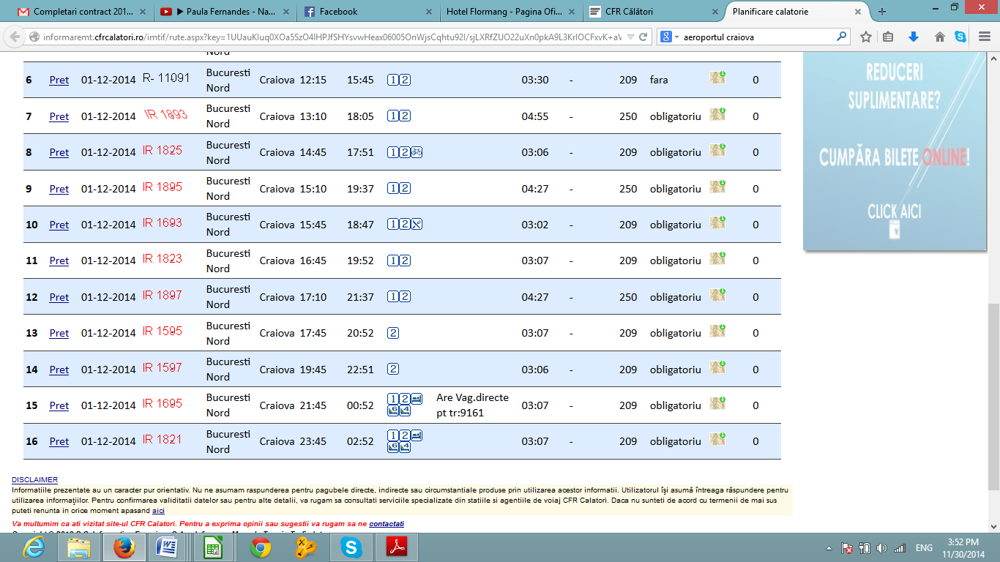 Completari contract 201...
▶ Paula Fernandes - Na...
Facebook
Hotel Flormang - Pagina Ofi...
CFR Călători
Planificare calatorie
informaremt.cfrcalatori.ro/imtif/rute.aspx?key=
aeroportul craiova
Nord
6 Pret 01-12-2014 R- 11091 Bucuresti Nord Craiova 12:15 15:45 1 2 03:30 - 209 fara 0
7 Pret 01-12-2014 IR 1893 Bucuresti Nord Craiova 13:10 18:05 1 2 04:55 - 250 obligatoriu 0
8 Pret 01-12-2014 IR 1825 Bucuresti Nord Craiova 14:45 17:51 1 2 03:06 - 209 obligatoriu 0
9 Pret 01-12-2014 IR 1895 Bucuresti Nord Craiova 15:10 19:37 1 2 04:27 - 250 obligatoriu 0
10 Pret 01-12-2014 IR 1693 Bucuresti Nord Craiova 15:45 18:47 1 2 03:02 - 209 obligatoriu 0
11 Pret 01-12-2014 IR 1823 Bucuresti Nord Craiova 16:45 19:52 1 2 03:07 - 209 obligatoriu 0
12 Pret 01-12-2014 IR 1897 Bucuresti Nord Craiova 17:10 21:37 1 2 04:27 - 250 obligatoriu 0
13 Pret 01-12-2014 IR 1595 Bucuresti Nord Craiova 17:45 20:52 2 03:07 - 209 obligatoriu 0
14 Pret 01-12-2014 IR 1597 Bucuresti Nord Craiova 19:45 22:51 2 03:06 - 209 obligatoriu 0
15 Pret 01-12-2014 IR 1695 Bucuresti Nord Craiova 21:45 00:52 1 2 6 4 Are Vag.directe pt tr:9161 03:07 - 209 obligatoriu 0
16 Pret 01-12-2014 IR 1821 Bucuresti Nord Craiova 23:45 02:52 1 2 6 4 03:07 - 209 obligatoriu 0
REDUCERI
SUPLIMENTARE?
CUMPĂRA BILETE ONLINE!
CLICK AICI
DISCLAIMER
Informatiile prezentate au un caracter pur orientativ. Nu ne asumam raspunderea pentru pagubele directe, indirecte sau circumstantiale produse prin utilizarea acestor informatii. Utilizatorul îşi asumă întreaga răspundere pentru
utilizarea informaţiilor. Pentru confirmarea validitatii datelor sau pentru alte detalii, va rugam sa consultati serviciile specializate din statiile si agentiile de voiaj CFR Calatori. Daca nu sunteti de acord cu termenii de mai sus
puteti renunta in orice moment apasand aici
Va multumim ca ati vizitat site-ul CFR Calatori. Pentru a exprima opinii sau sugestii va rugam sa ne contactati
ENG
3:52 PM
11/30/2014